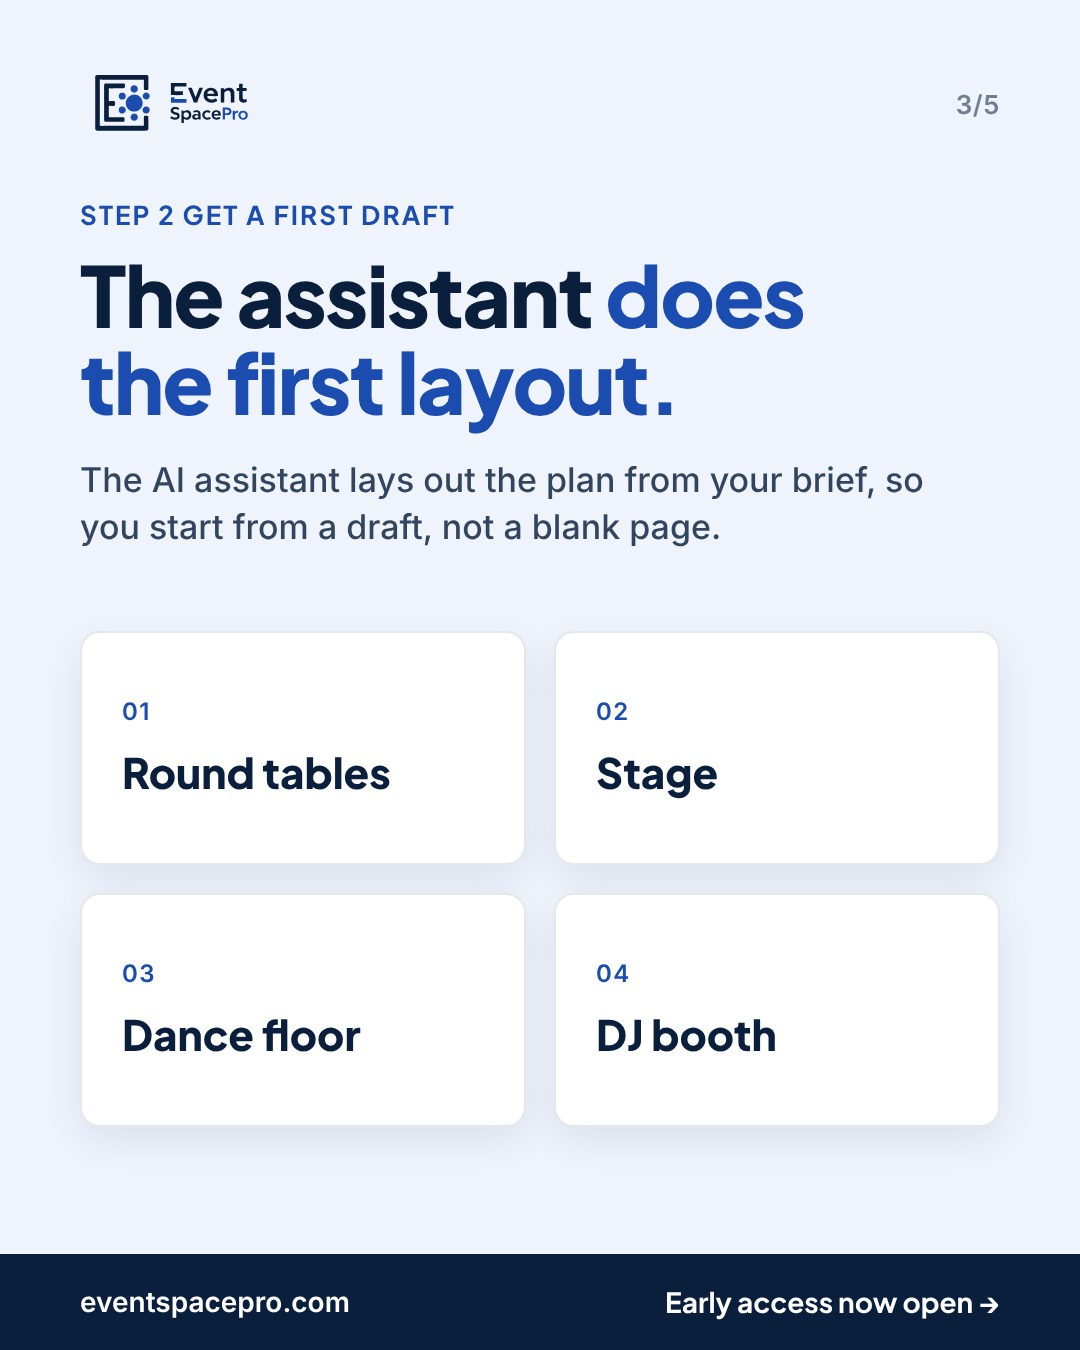 Event
SpacePro
3/5
STEP 2 GET A FIRST DRAFT
The assistant does
the first layout.
The AI assistant lays out the plan from your brief, so
you start from a draft, not a blank page.
01
Round tables
02
Stage
03
Dance floor
04
DJ booth
eventspacepro.com
Early access now open →